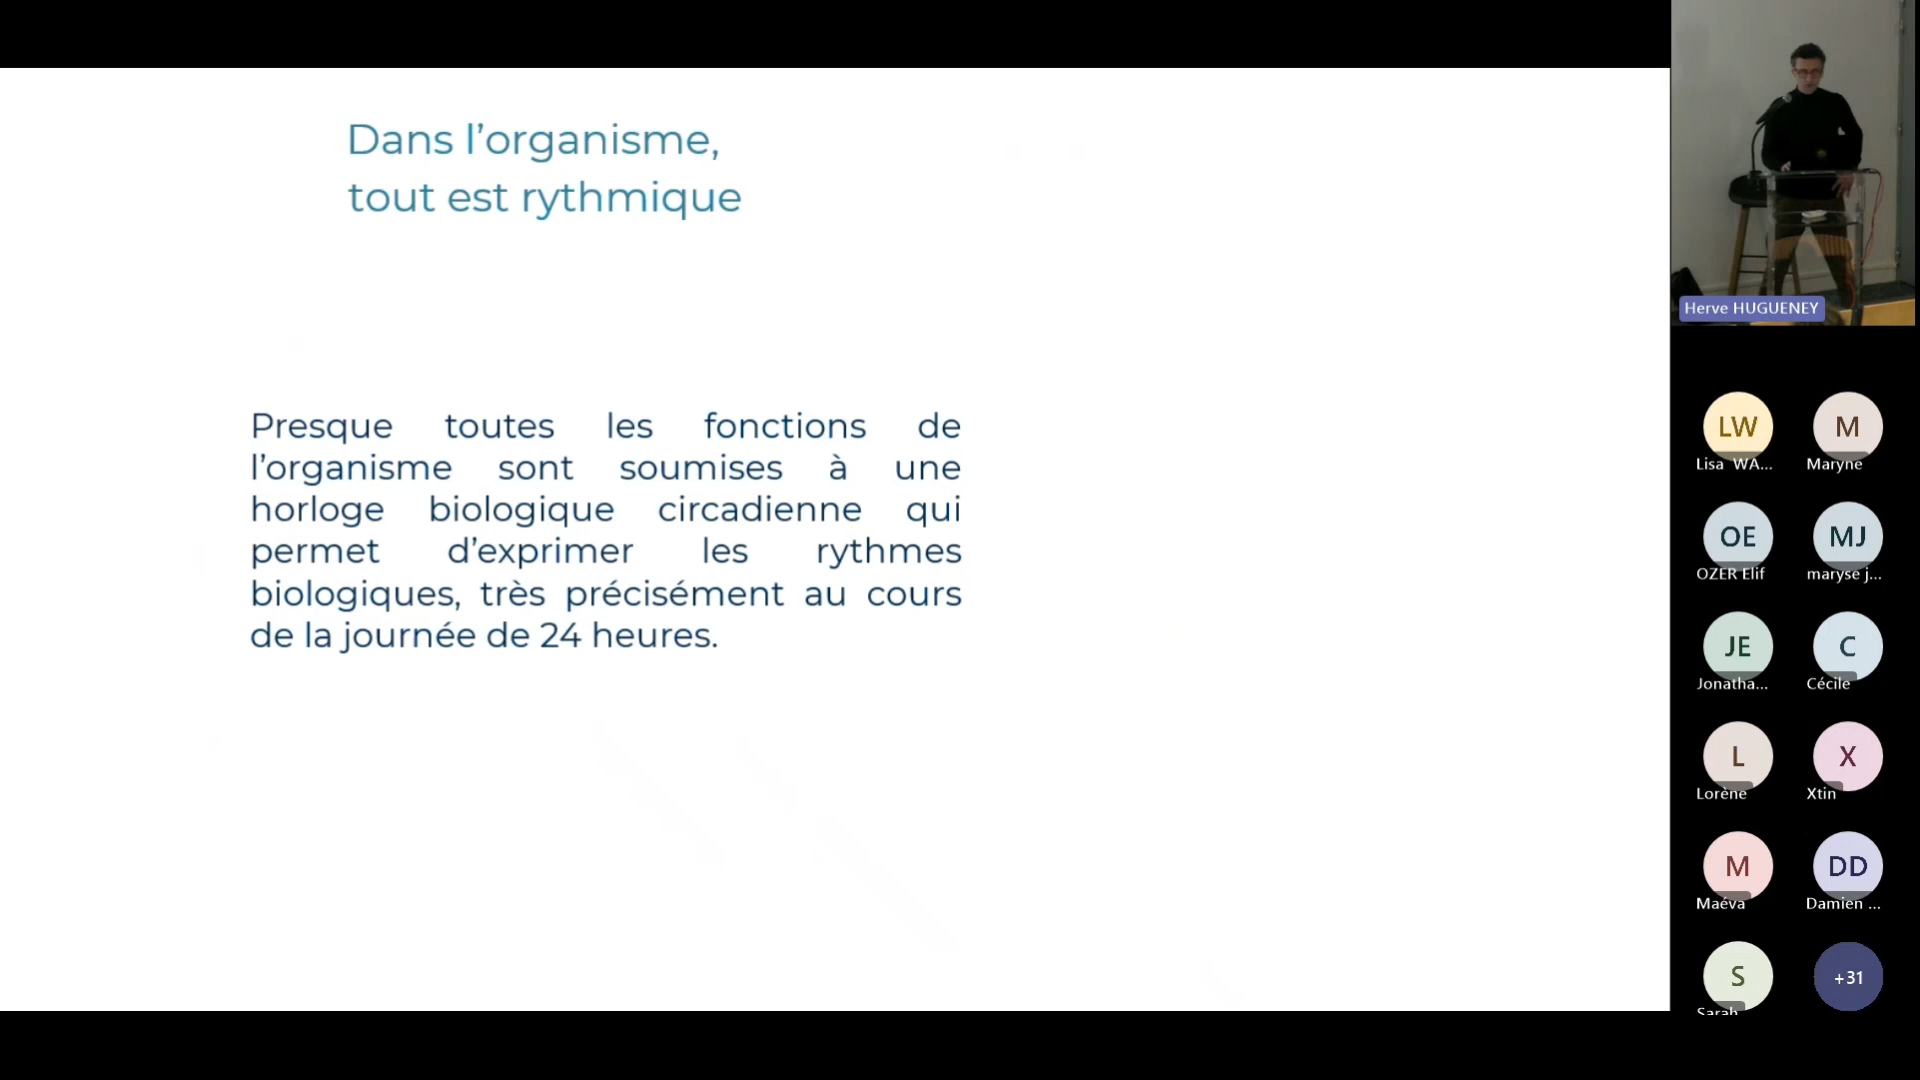 Dans l’organisme,
tout est rythmique
Presque toutes les fonctions de
l’organisme sont soumises à une
horloge biologique circadienne qui
permet d’exprimer les rythmes
biologiques, très précisément au cours
de la journée de 24 heures.
Herve HUGUENEY
LW
Lisa WA...
M
Maryne
OE
OZER Elif
MJ
maryse j...
JE
Jonatha...
C
Cécile
L
Lorène
X
Xtin
M
Maéva
DD
Damien ...
S
Sarah
+31